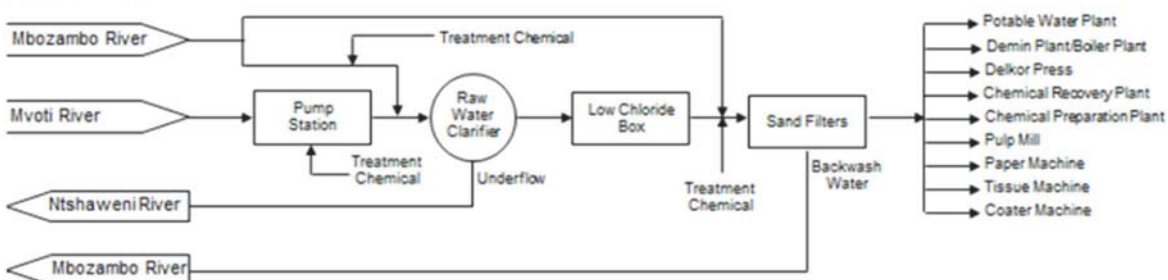 Mbozambo River
Treatment Chemical
Potable Water Plant
Demin Plant/Boiler Plant
Delkor Press
Chemical Recovery Plant
Chemical Preparation Plant
Pulp Mill
Paper Machine
Tissue Machine
Coater Machine
Mvoti River
Pump
Station
Raw
Water
Clarifier
Low Chloride
Box
Sand Filters
Treatment
Chemical
Underflow
Treatment
Chemical
Backwash
Water
Ntshaweni River
Mbozambo River